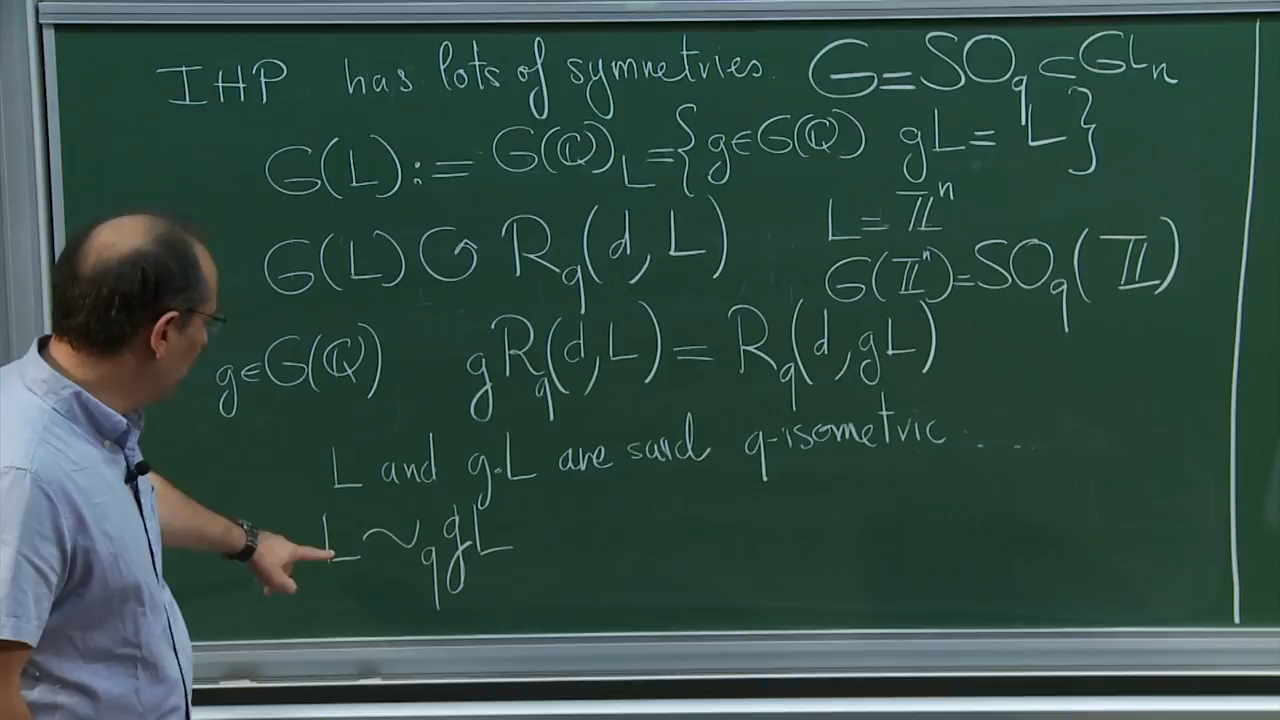 IHP has lots of symmetries. G=SO_q⊂GL_n
G(L):=G(ℚ)_L={g∈G(ℚ) gL=L}
G(L)↺R_q(d,L) L=ℤ^n
G(ℤ^n)=SO_q(ℤ)
g∈G(ℚ) gR_q(d,L)=R_q(d,gL)
L and g.L are said q-isometric....
L∼_q gL